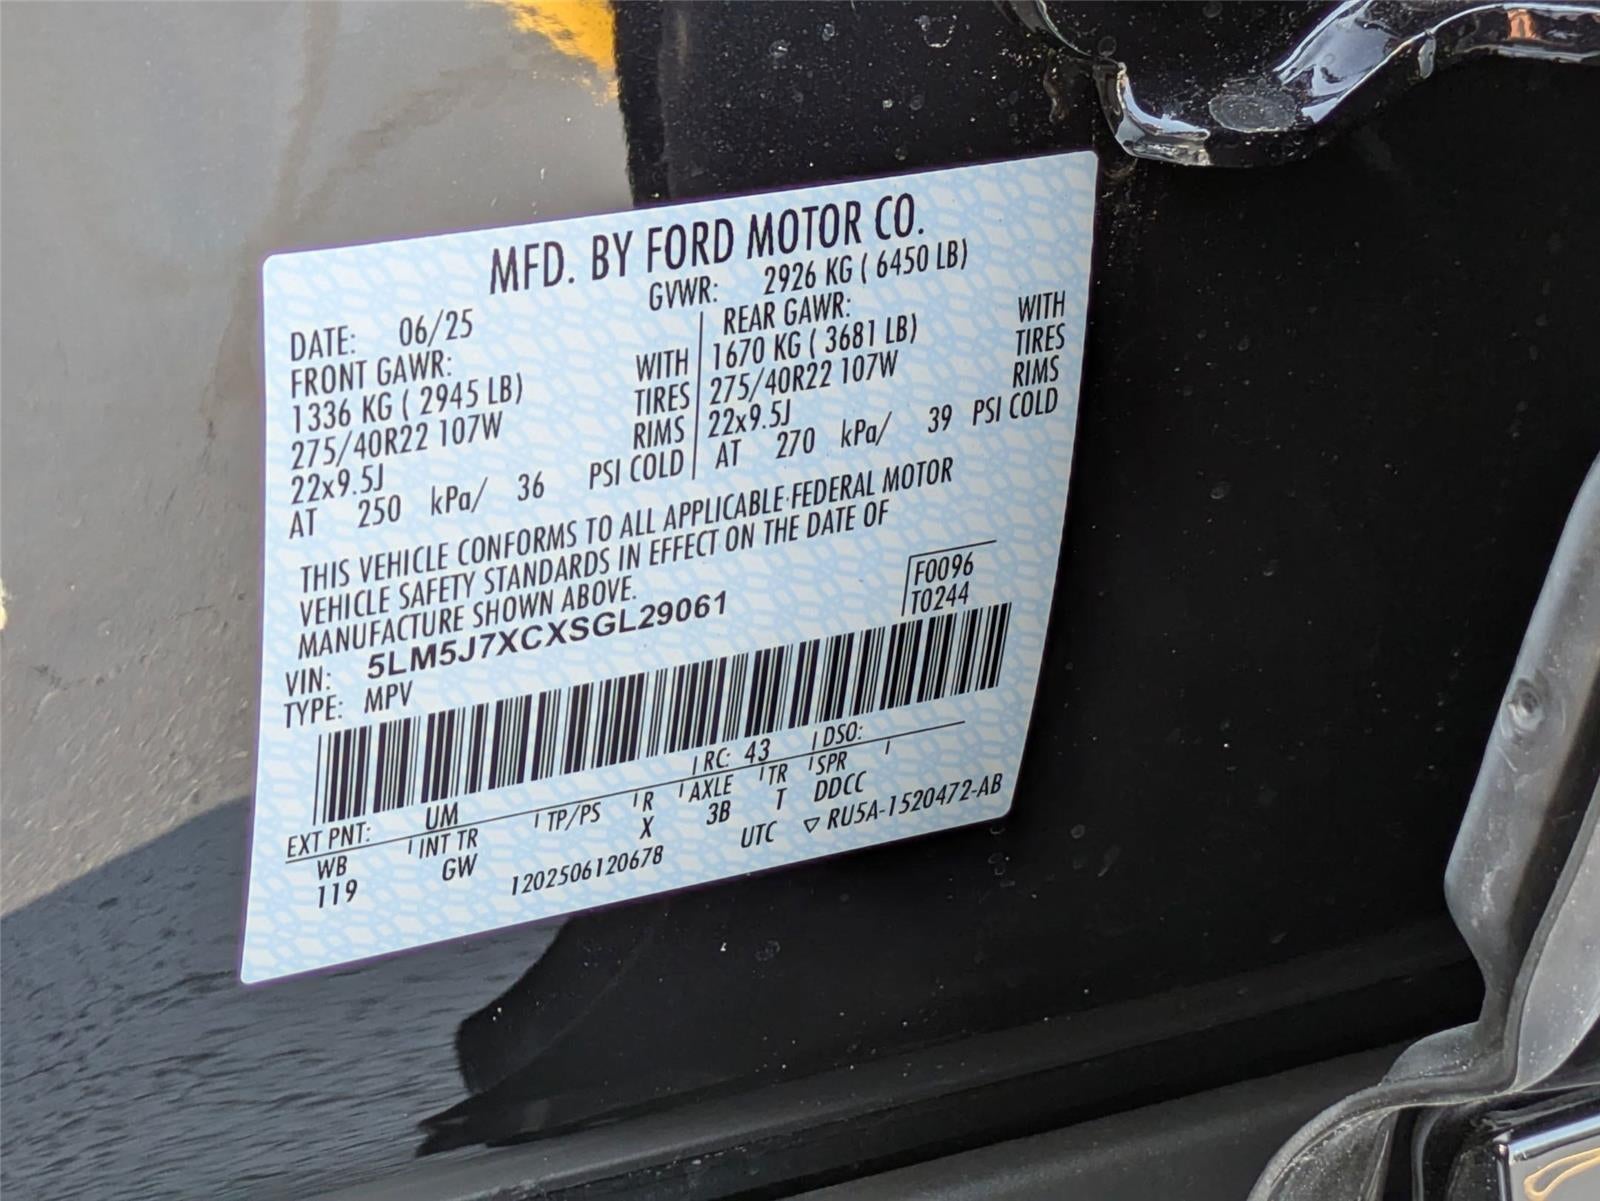 MFD. BY FORD MOTOR CO.
DATE: 06/25 GVWR: 2926 KG ( 6450 LB)
FRONT GAWR: REAR GAWR:
1336 KG ( 2945 LB) WITH 1670 KG ( 3681 LB) WITH
275/40R22 107W TIRES 275/40R22 107W TIRES
22x9.5J RIMS 22x9.5J RIMS
AT 250 kPa/ 36 PSI COLD AT 270 kPa/ 39 PSI COLD
THIS VEHICLE CONFORMS TO ALL APPLICABLE FEDERAL MOTOR
VEHICLE SAFETY STANDARDS IN EFFECT ON THE DATE OF
MANUFACTURE SHOWN ABOVE.
F0096
VIN: 5LM5J7XCXSGL29061 T0244
TYPE: MPV
EXT PNT: UM RC: 43 DSO:
WB INT TR TP/PS R AXLE TR SPR
119 GW X 3B T DDCC
1202506120678 UTC ▽ RU5A-1520472-AB